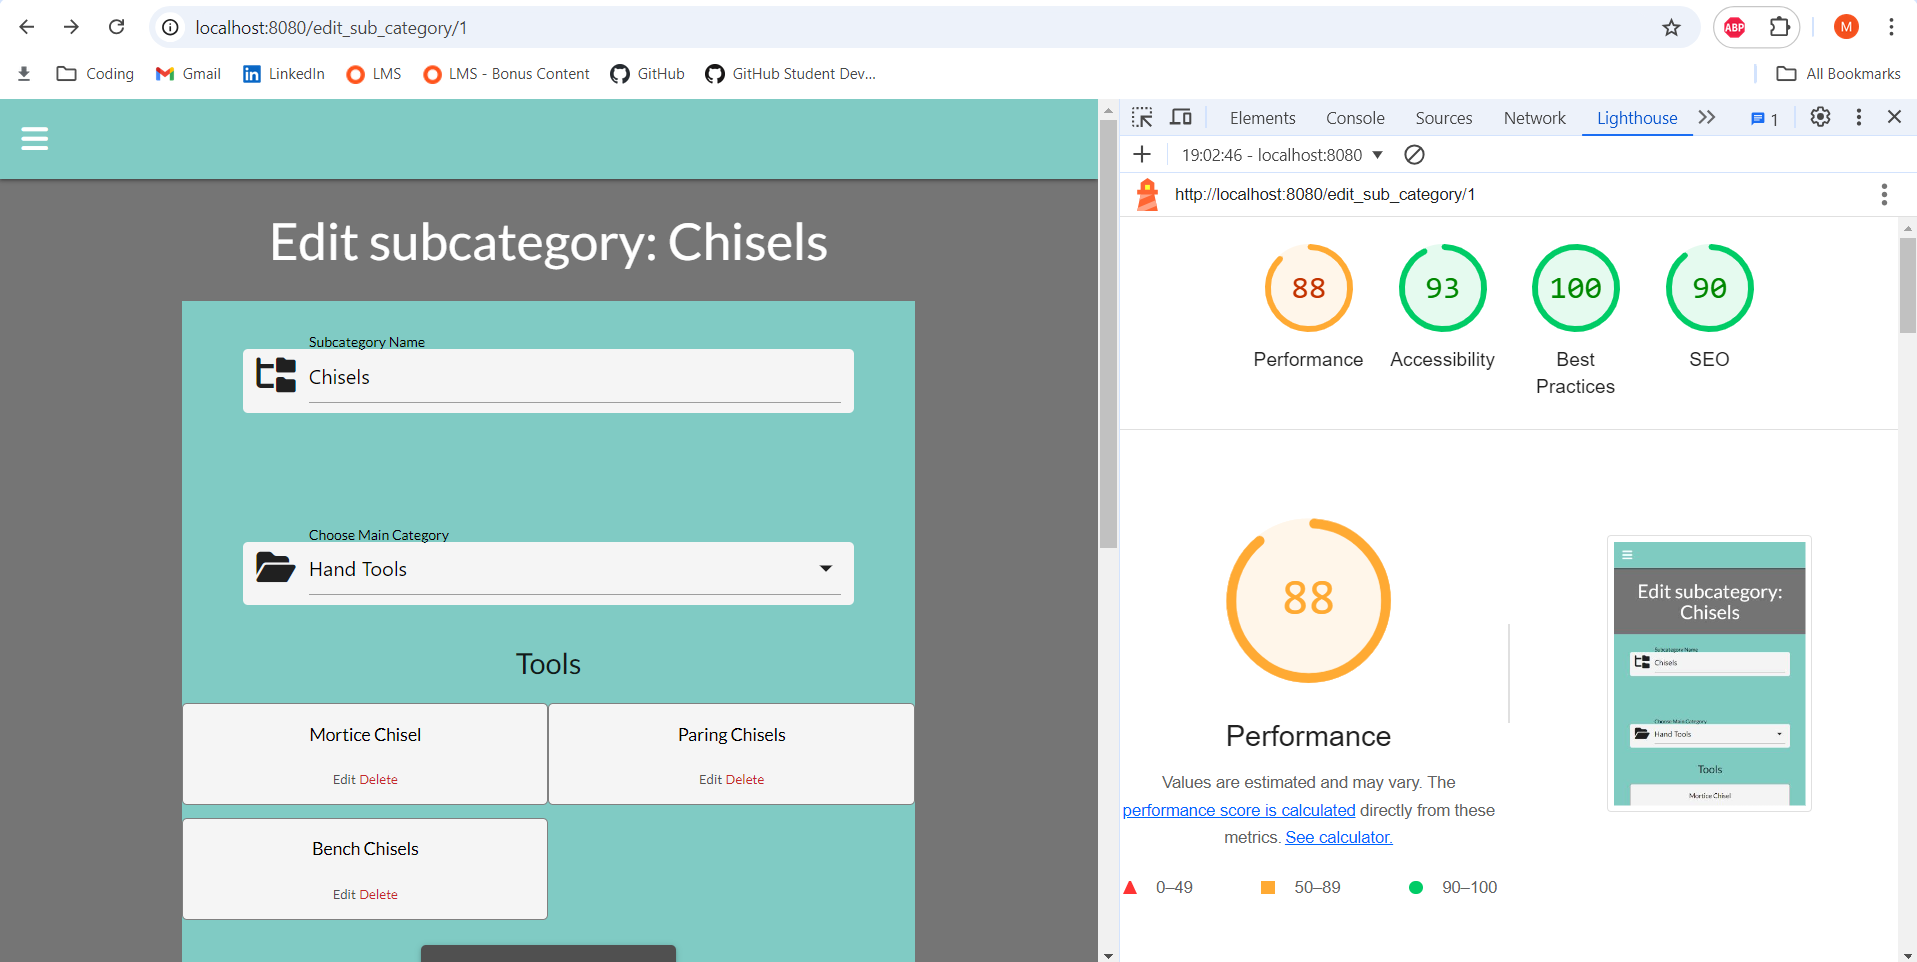 localhost:8080/edit_sub_category/1
ABP
M
Coding
Gmail
LinkedIn
LMS
LMS - Bonus Content
GitHub
GitHub Student Dev...
All Bookmarks
Edit subcategory: Chisels
Subcategory Name
Chisels
Choose Main Category
Hand Tools
Tools
Mortice Chisel
Edit Delete
Paring Chisels
Edit Delete
Bench Chisels
Edit Delete
Elements
Console
Sources
Network
Lighthouse
1
19:02:46 - localhost:8080
http://localhost:8080/edit_sub_category/1
88
Performance
93
Accessibility
100
Best
Practices
90
SEO
88
Performance
Values are estimated and may vary. The
performance score is calculated directly from these
metrics. See calculator.
0–49
50–89
90–100
Edit subcategory:
Chisels
Subcategory Name
Chisels
Choose Main Category
Hand Tools
Tools
Mortice Chisel